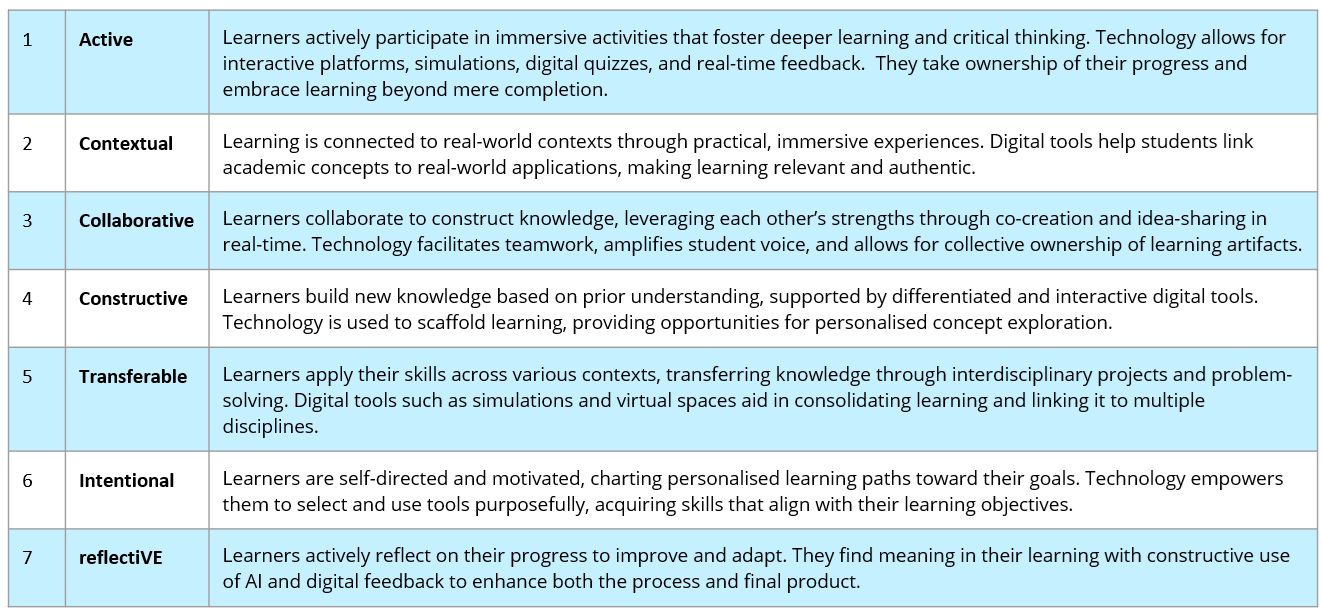 1 Active Learners actively participate in immersive activities that foster deeper learning and critical thinking. Technology allows for
interactive platforms, simulations, digital quizzes, and real-time feedback.  They take ownership of their progress and
embrace learning beyond mere completion.
2 Contextual Learning is connected to real-world contexts through practical, immersive experiences. Digital tools help students link
academic concepts to real-world applications, making learning relevant and authentic.
3 Collaborative Learners collaborate to construct knowledge, leveraging each other’s strengths through co-creation and idea-sharing in
real-time. Technology facilitates teamwork, amplifies student voice, and allows for collective ownership of learning artifacts.
4 Constructive Learners build new knowledge based on prior understanding, supported by differentiated and interactive digital tools.
Technology is used to scaffold learning, providing opportunities for personalised concept exploration.
5 Transferable Learners apply their skills across various contexts, transferring knowledge through interdisciplinary projects and problem-
solving. Digital tools such as simulations and virtual spaces aid in consolidating learning and linking it to multiple
disciplines.
6 Intentional Learners are self-directed and motivated, charting personalised learning paths toward their goals. Technology empowers
them to select and use tools purposefully, acquiring skills that align with their learning objectives.
7 reflectiVE Learners actively reflect on their progress to improve and adapt. They find meaning in their learning with constructive use
of AI and digital feedback to enhance both the process and final product.